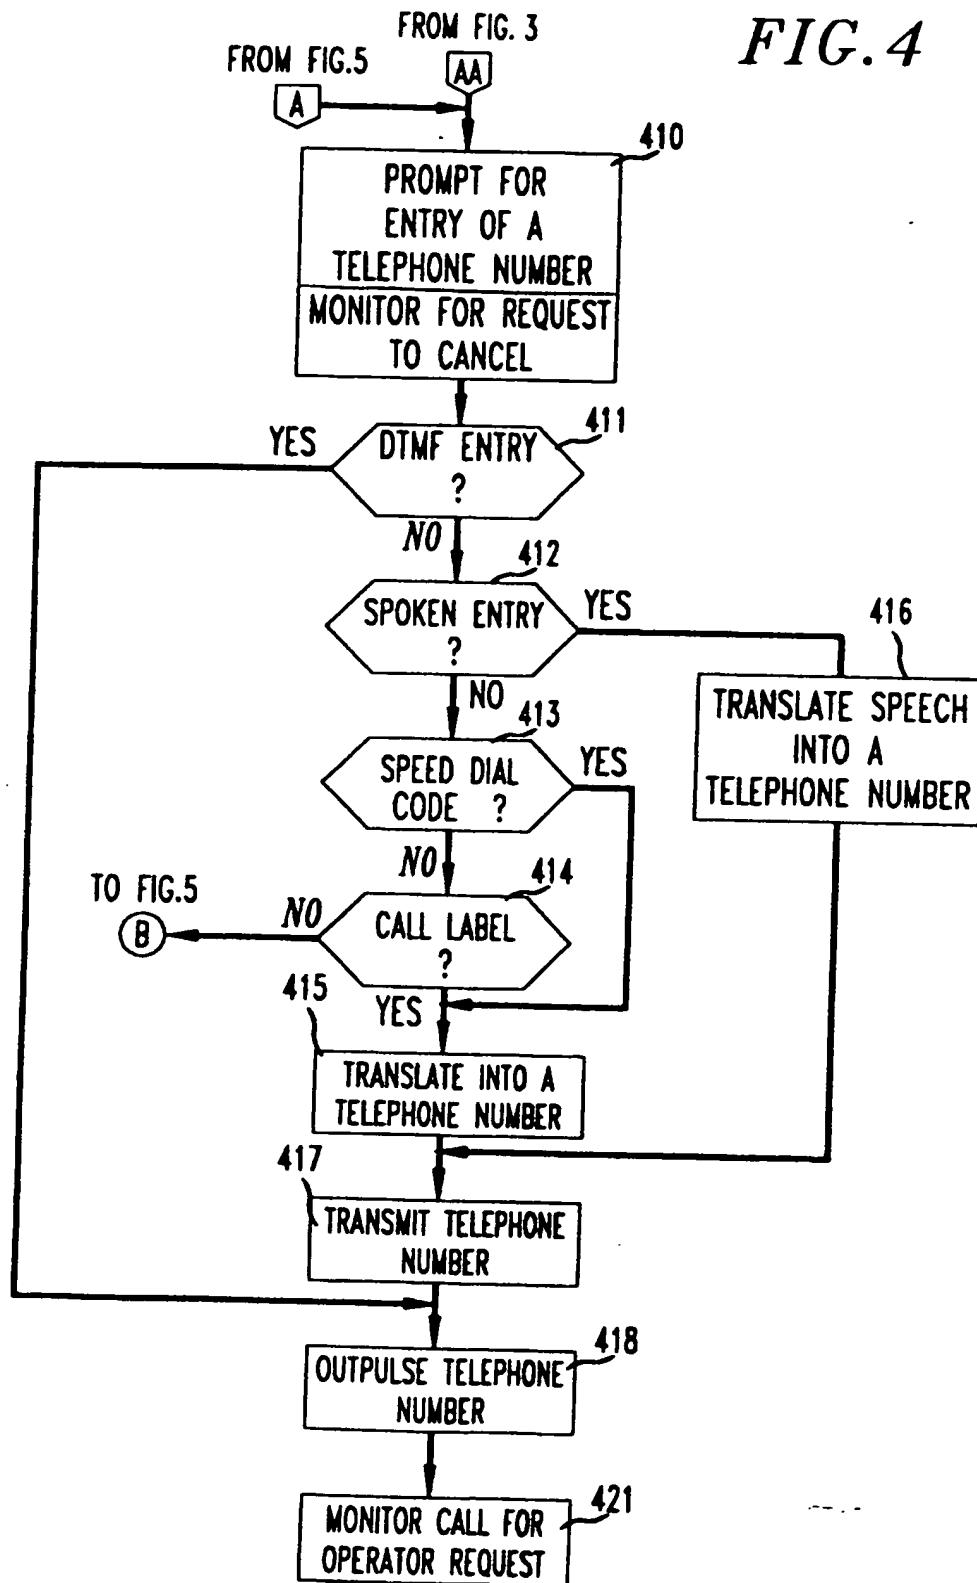 FIG. 4
FROM FIG. 3
AA
FROM FIG.5
A
410
PROMPT FOR
ENTRY OF A
TELEPHONE NUMBER
MONITOR FOR REQUEST
TO CANCEL
411
YES
DTMF ENTRY
?
NO
412
SPOKEN ENTRY
?
YES
416
TRANSLATE SPEECH
INTO A
TELEPHONE NUMBER
NO
413
SPEED DIAL
CODE ?
YES
NO
414
TO FIG.5
B
NO
CALL LABEL
?
415
YES
TRANSLATE INTO A
TELEPHONE NUMBER
417
TRANSMIT TELEPHONE
NUMBER
418
OUTPULSE TELEPHONE
NUMBER
421
MONITOR CALL FOR
OPERATOR REQUEST